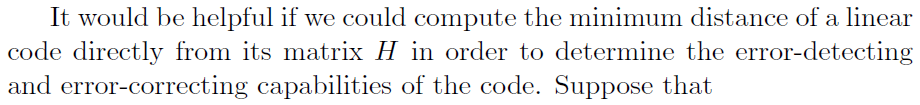 It would be helpful if we could compute the minimum distance of a linear
code directly from its matrix H in order to determine the error-detecting
and error-correcting capabilities of the code. Suppose that